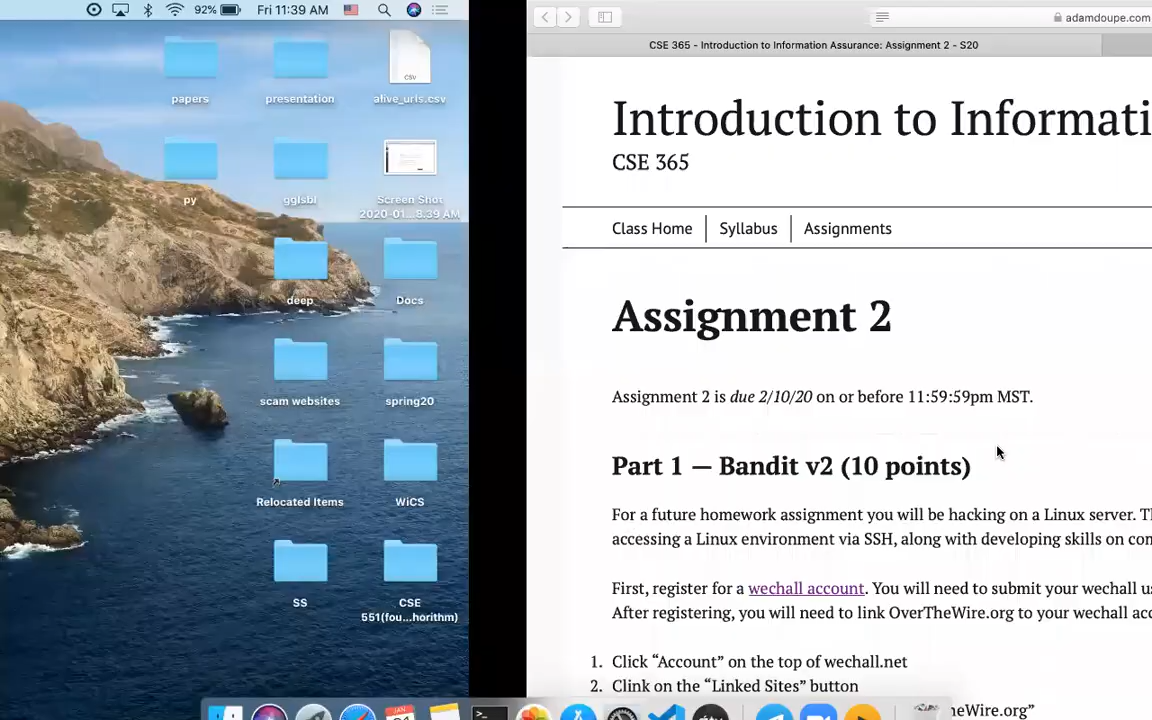 92%
Fri 11:39 AM
papers
presentation
CSV
alive_urls.csv
py
gglsbl
Screen Shot
2020-01...8.39 AM
deep
Docs
scam websites
spring20
Relocated Items
WiCS
SS
CSE
551(fou...horithm)
adamdoupe.com
CSE 365 - Introduction to Information Assurance: Assignment 2 - S20
Introduction to Informati
CSE 365
Class Home
Syllabus
Assignments
Assignment 2
Assignment 2 is due 2/10/20 on or before 11:59:59pm MST.
Part 1 — Bandit v2 (10 points)
For a future homework assignment you will be hacking on a Linux server. Th
accessing a Linux environment via SSH, along with developing skills on con
First, register for a wechall account. You will need to submit your wechall us
After registering, you will need to link OverTheWire.org to your wechall acc
1. Click “Account” on the top of wechall.net
2. Clink on the “Linked Sites” button
heWire.org”